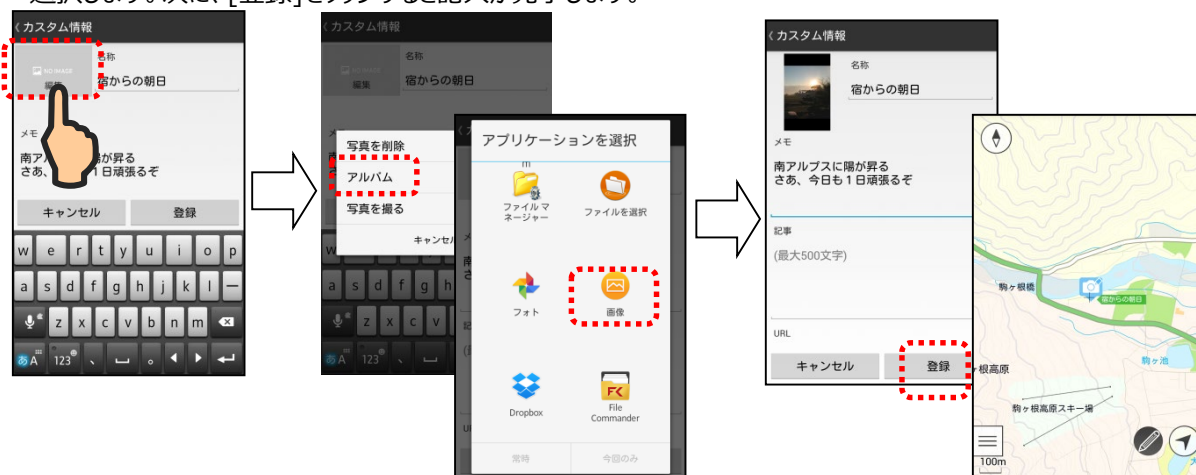 選択します。次に、[登録]をタップすると記入が完了します。
カスタム情報
NO IMAGE
編集
名称
宿からの朝日
メモ
南ア
陽が昇る
さあ、
1日頑張るぞ
キャンセル
登録
w e r t y u i o p
a s d f g h j k l ー
z x c v b n m
あA 123 、 。
カスタム情報
名称
編集
宿からの朝日
写真を削除
アルバム
写真を撮る
キャンセル
アプリケーションを選択
m
ファイル マ
ネージャー
ファイルを選択
フォト
画像
Dropbox
File
Commander
常時
今回のみ
カスタム情報
名称
宿からの朝日
メモ
南アルプスに陽が昇る
さあ、今日も1日頑張るぞ
記事
(最大500文字)
URL
キャンセル
登録
駒ヶ根橋
宿からの朝日
駒ヶ池
根高原
駒ヶ根高原スキー場
100m